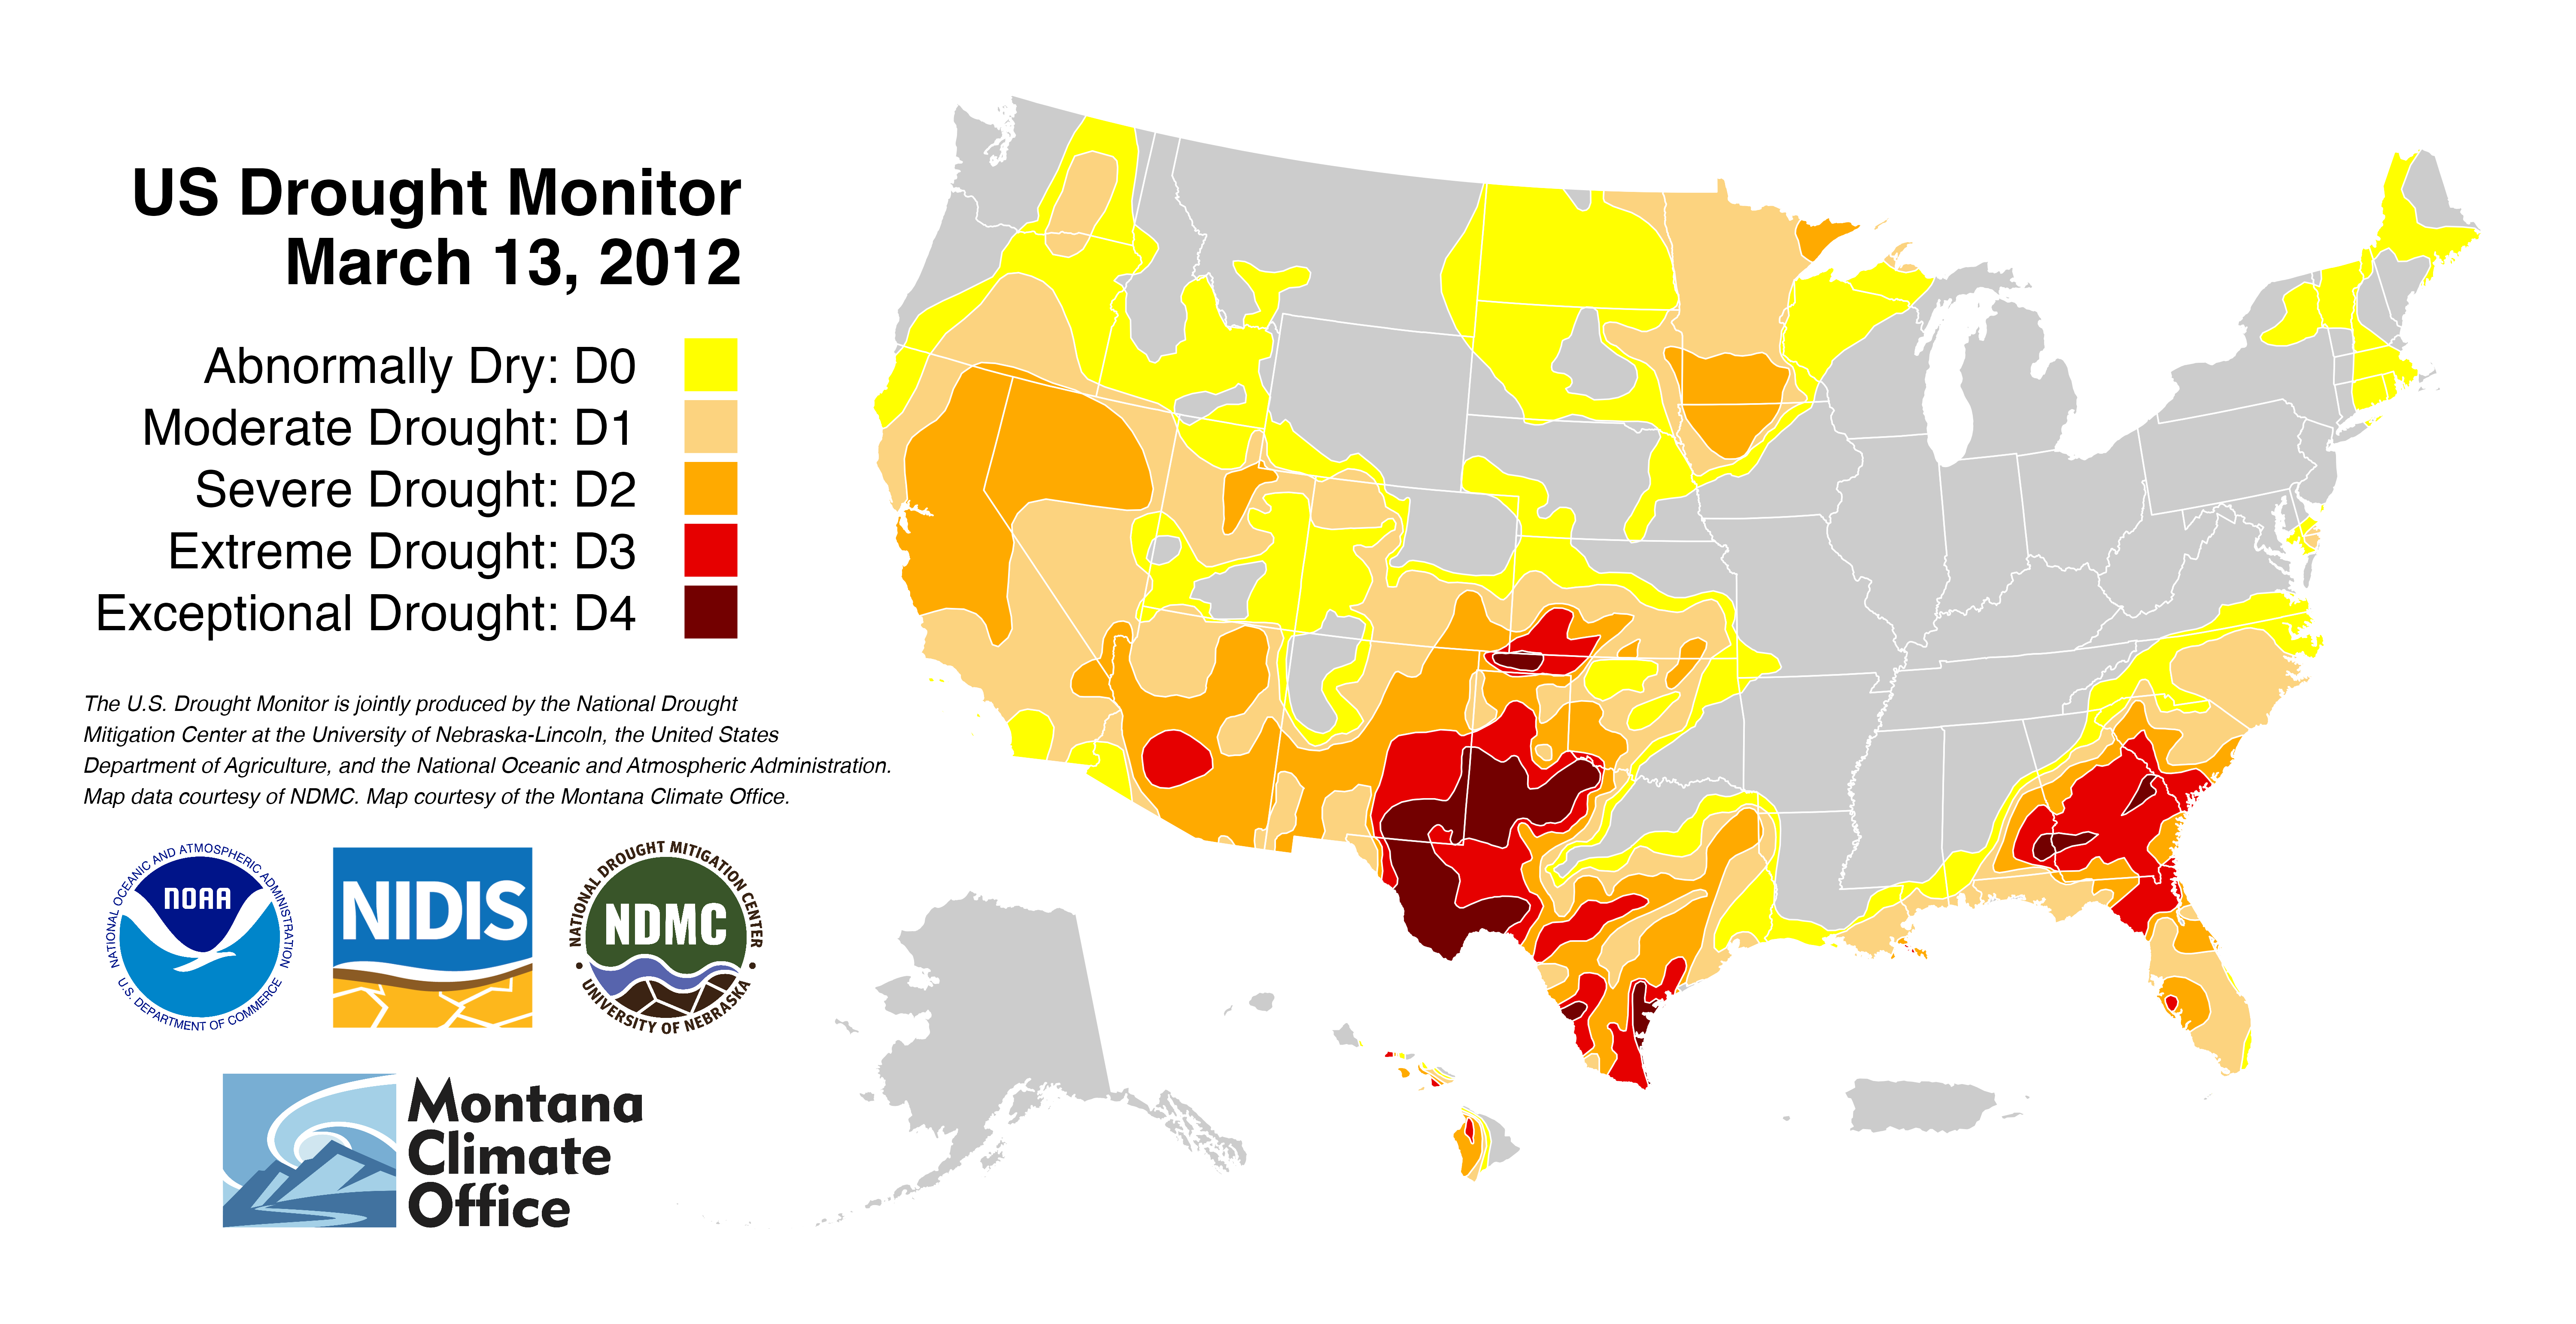 US Drought Monitor
March 13, 2012
Abnormally Dry: D0
Moderate Drought: D1
Severe Drought: D2
Extreme Drought: D3
Exceptional Drought: D4
The U.S. Drought Monitor is jointly produced by the National Drought
Mitigation Center at the University of Nebraska-Lincoln, the United States
Department of Agriculture, and the National Oceanic and Atmospheric Administration.
Map data courtesy of NDMC. Map courtesy of the Montana Climate Office.
NATIONAL OCEANIC AND ATMOSPHERIC ADMINISTRATION
NOAA
U.S. DEPARTMENT OF COMMERCE
NIDIS
NATIONAL DROUGHT MITIGATION CENTER
NDMC
UNIVERSITY OF NEBRASKA
Montana
Climate
Office